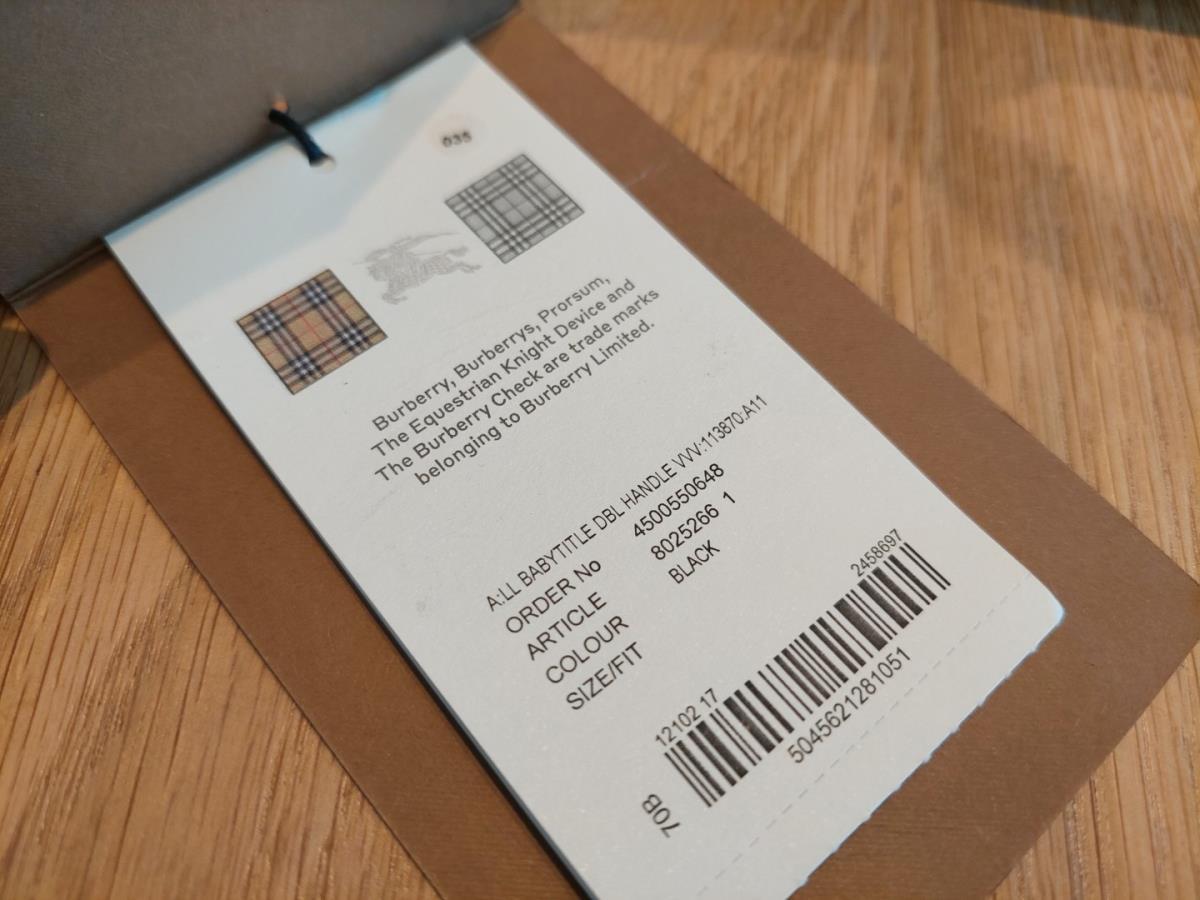 035
Burberry, Burberrys, Prorsum,
The Equestrian Knight Device and
The Burberry Check are trade marks
belonging to Burberry Limited.
A:LL BABYTITLE DBL HANDLE VVV:113870:A11
ORDER No 4500550648
ARTICLE 8025266 1
COLOUR BLACK
SIZE/FIT
12102 17 2458697
70B
5045621281051